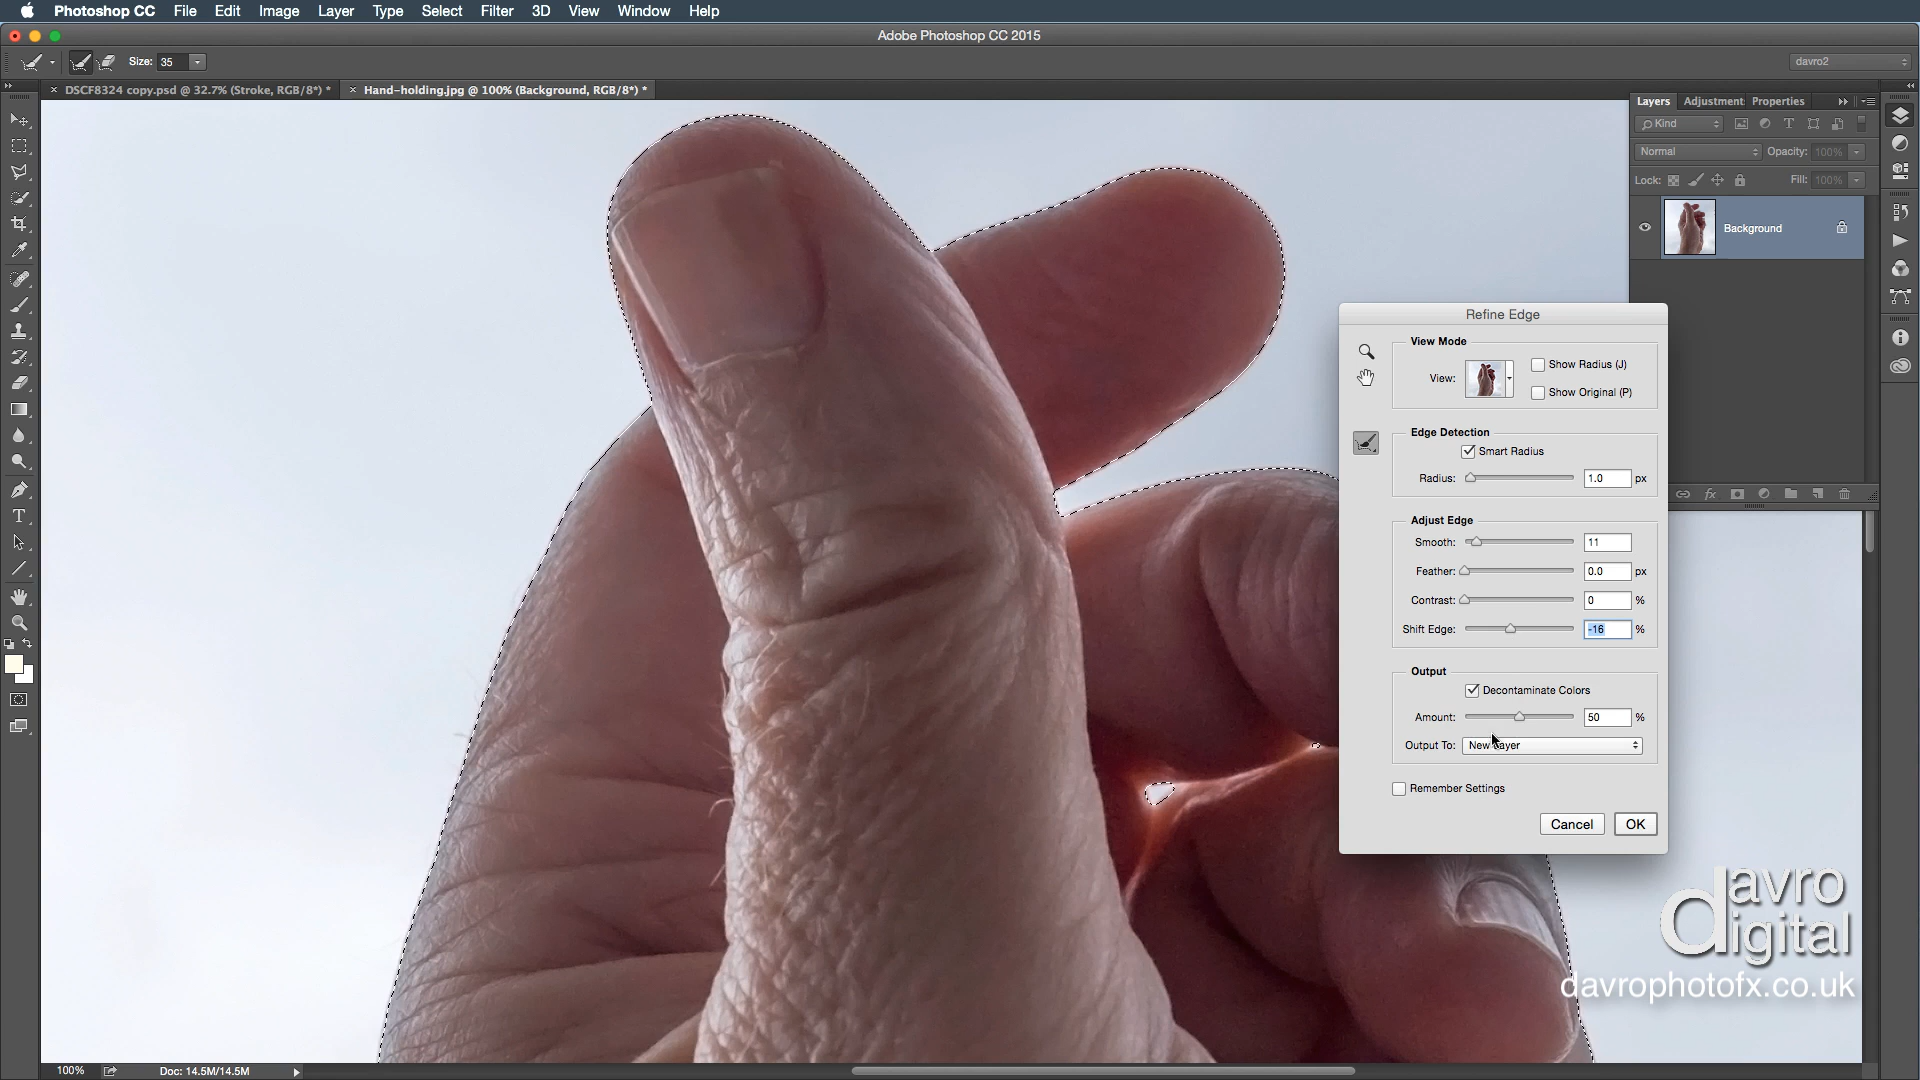 Photoshop CC File Edit Image Layer Type Select Filter 3D View Window Help
Adobe Photoshop CC 2015
Size: 35
davro2
× DSCF8324 copy.psd @ 32.7% (Stroke, RGB/8*) *
× Hand-holding.jpg @ 100% (Background, RGB/8*) *
Layers Adjustment Properties
Kind
Normal Opacity: 100%
Lock: Fill: 100%
Background
Refine Edge
View Mode
View:
Show Radius (J)
Show Original (P)
Edge Detection
Smart Radius
Radius: 1.0 px
Adjust Edge
Smooth: 11
Feather: 0.0 px
Contrast: 0 %
Shift Edge: -16 %
Output
Decontaminate Colors
Amount: 50 %
Output To: New Layer
Remember Settings
Cancel OK
davro
digital
davrophotofx.co.uk
100% Doc: 14.5M/14.5M